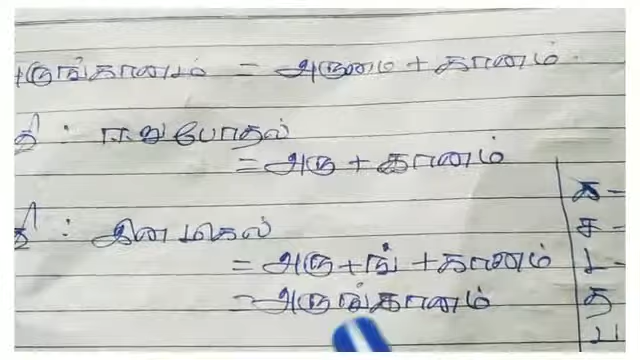 அருங்கானம் = அருமை + கானம்.
தி : ஈறுபோதல்
= அரு + கானம்
தி : இனமிகல்
= அரு + ங் + கானம்
= அருங்கானம்
க -
ச -
ட -
த
ப